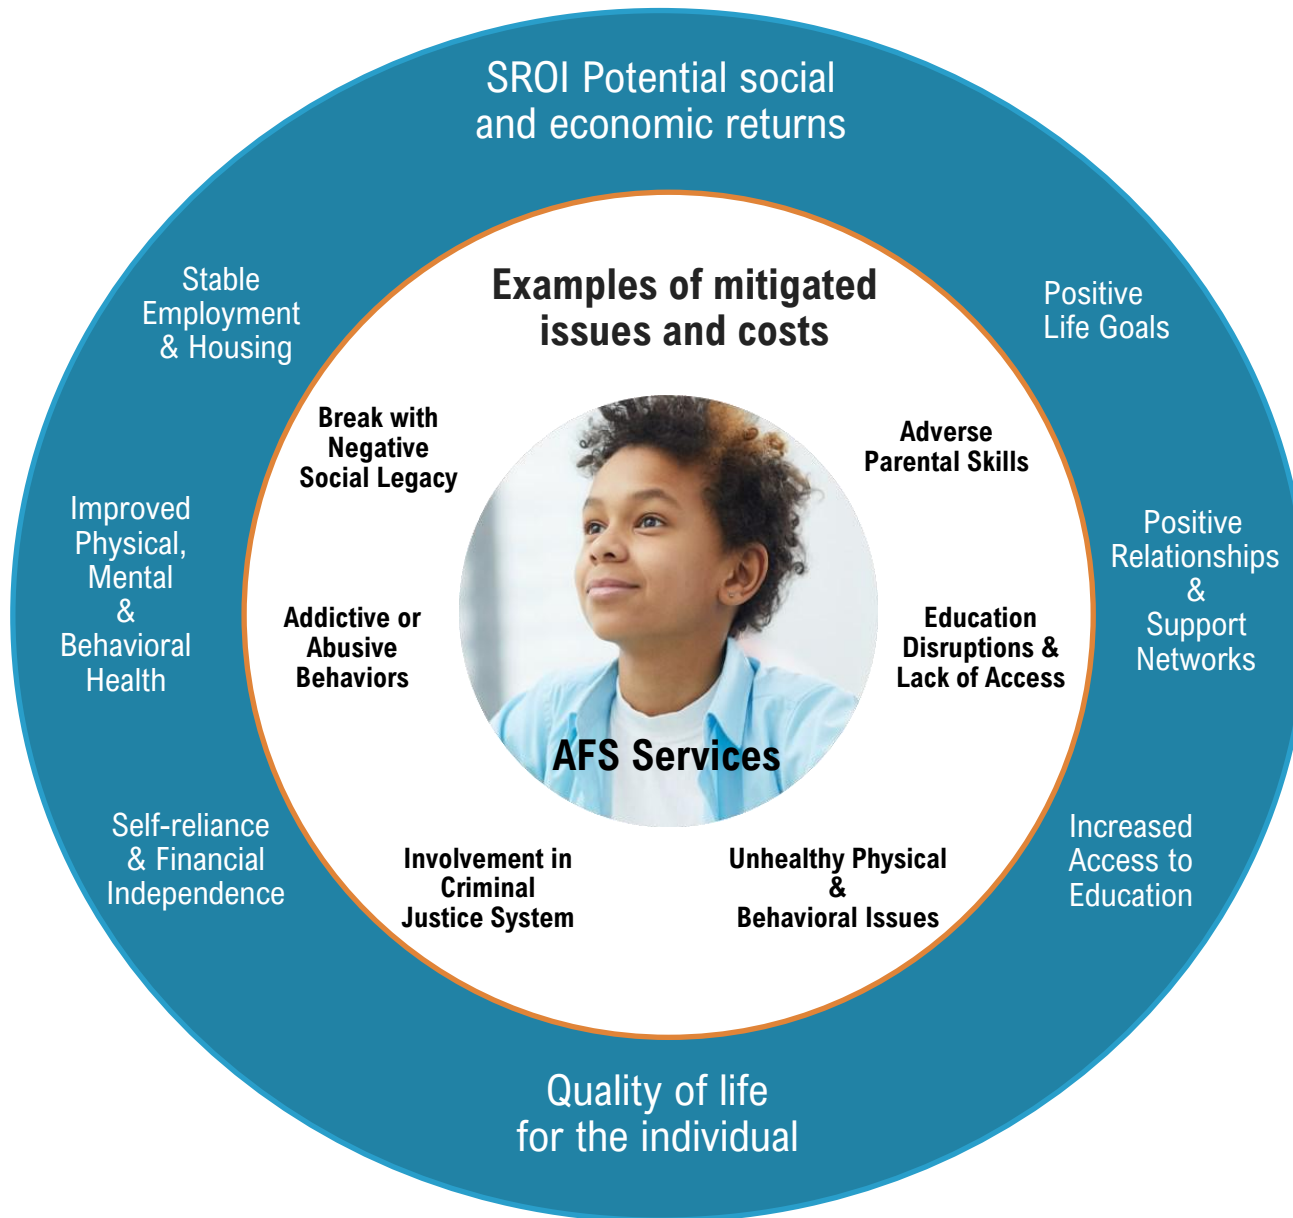 SROI Potential social
and economic returns
Stable
Employment
& Housing
Positive
Life Goals
Improved
Physical,
Mental
&
Behavioral
Health
Positive
Relationships
&
Support
Networks
Self-reliance
& Financial
Independence
Increased
Access to
Education
Quality of life
for the individual
Examples of mitigated
issues and costs
Break with
Negative
Social Legacy
Adverse
Parental Skills
Addictive or
Abusive
Behaviors
Education
Disruptions &
Lack of Access
Involvement in
Criminal
Justice System
Unhealthy Physical
&
Behavioral Issues
AFS Services